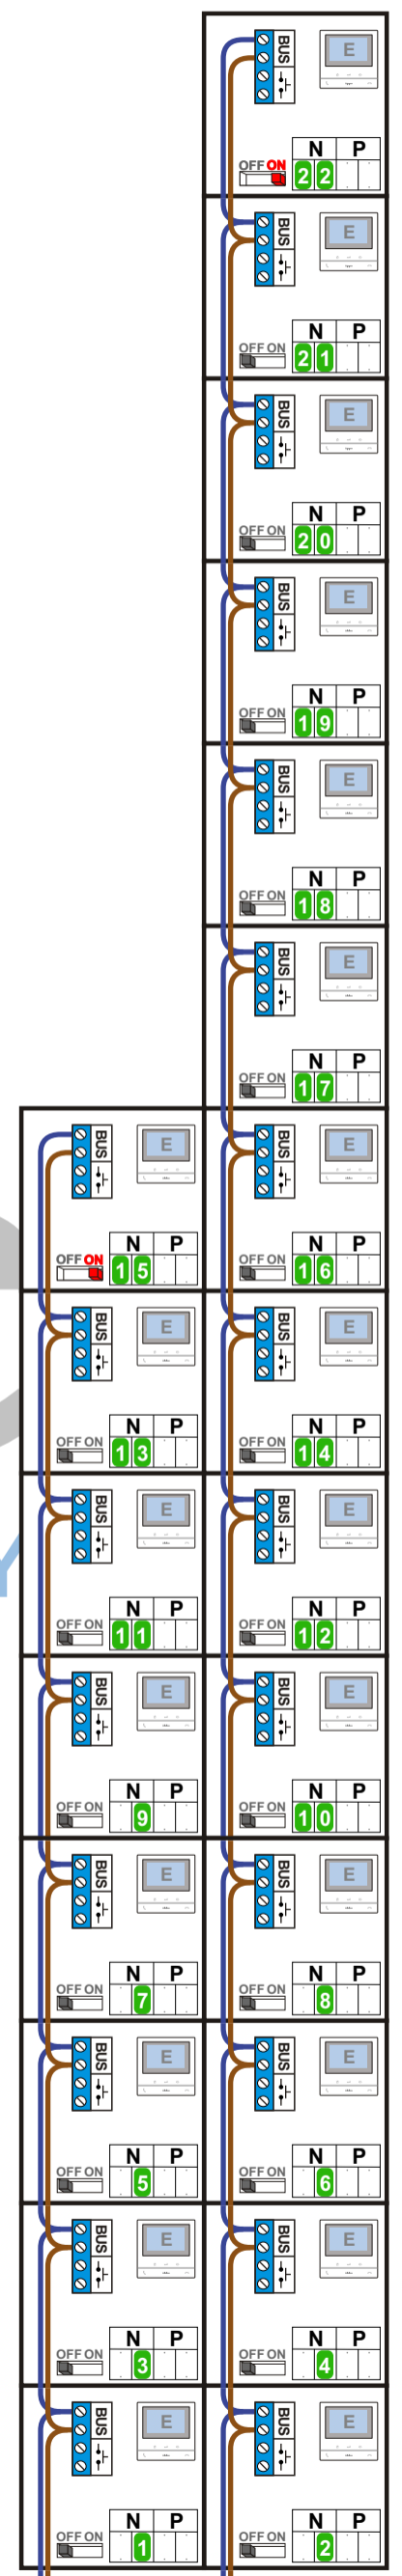 BUS E
N P
OFF ON 22
BUS E
N P
OFF ON 21
BUS E
N P
OFF ON 20
BUS E
N P
OFF ON 19
BUS E
N P
OFF ON 18
BUS E
N P
OFF ON 17
BUS E BUS E
N P N P
OFF ON 15 OFF ON 16
BUS E BUS E
N P N P
OFF ON 13 OFF ON 14
BUS E BUS E
N P N P
OFF ON 11 OFF ON 12
BUS E BUS E
N P N P
OFF ON 9 OFF ON 10
BUS E BUS E
N P N P
OFF ON 7 OFF ON 8
BUS E BUS E
N P N P
OFF ON 5 OFF ON 6
BUS E BUS E
N P N P
OFF ON 3 OFF ON 4
BUS E BUS E
N P N P
OFF ON 1 OFF ON 2